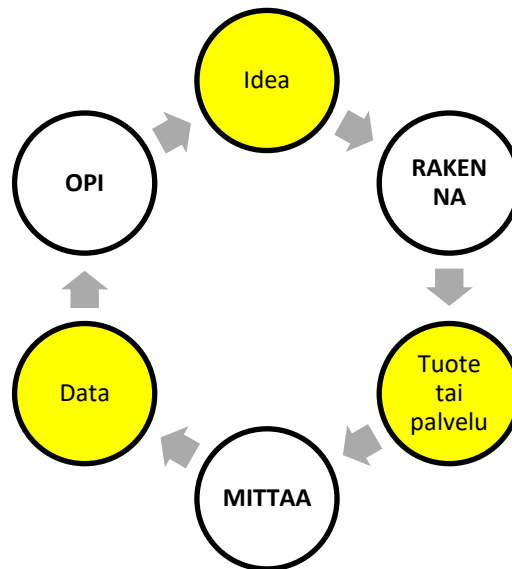 Idea
RAKEN
NA
Tuote
tai
palvelu
MITTAA
Data
OPI